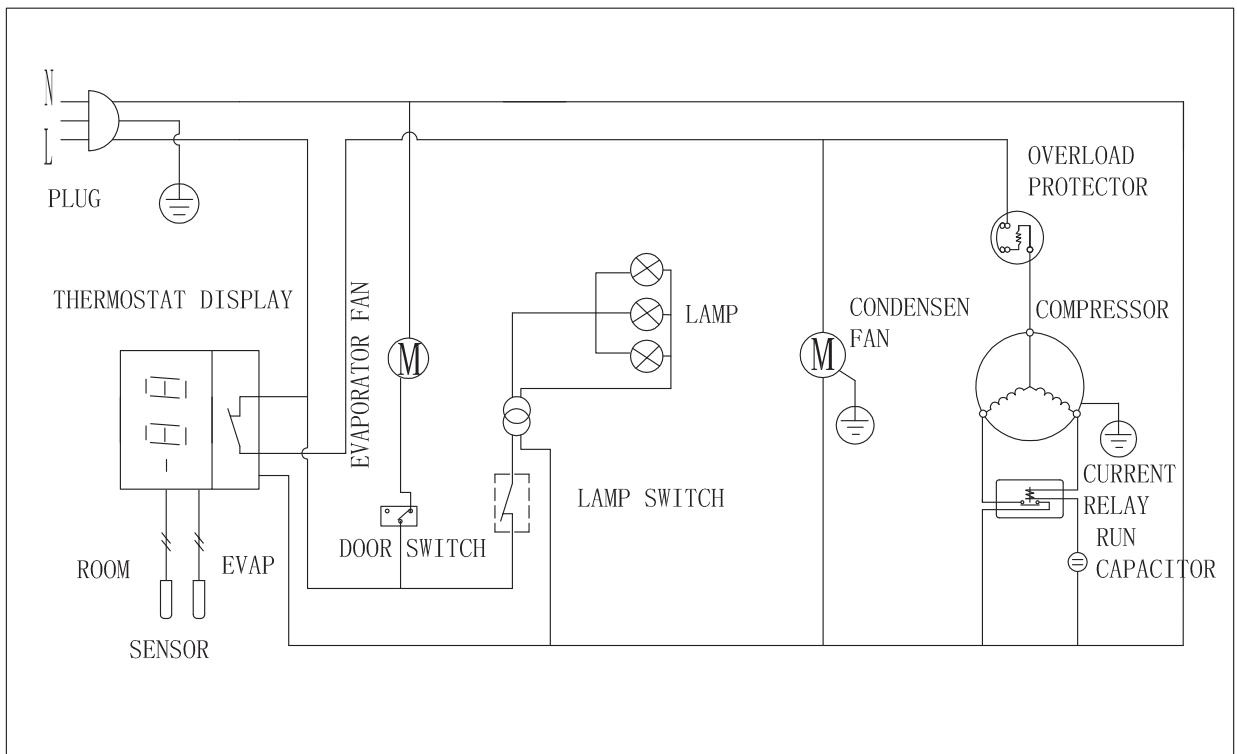 N
L
PLUG
OVERLOAD
PROTECTOR
THERMOSTAT DISPLAY
EVAPORATOR FAN
M
LAMP
CONDENSEN
FAN
M
COMPRESSOR
LAMP SWITCH
DOOR SWITCH
CURRENT
RELAY
RUN
CAPACITOR
ROOM
EVAP
SENSOR